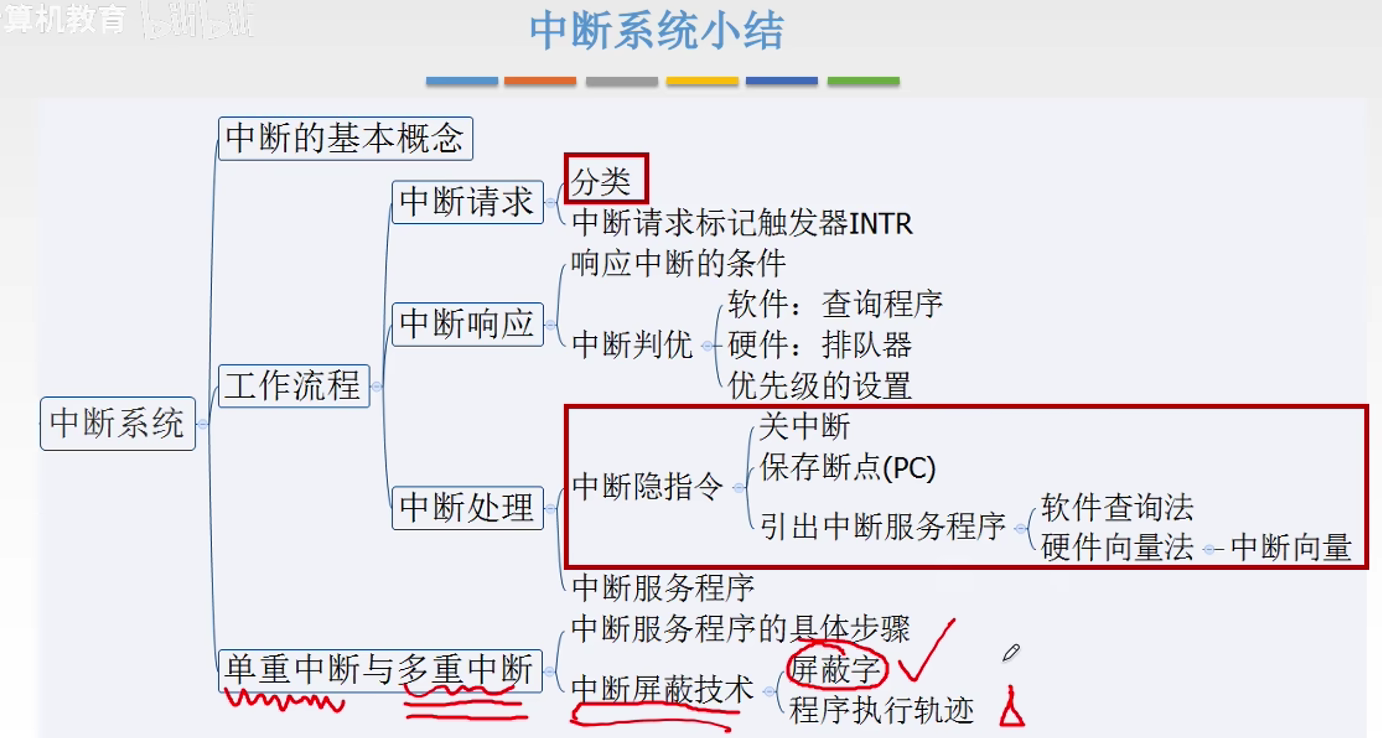 算机教育 bilibili
中断系统小结
中断的基本概念
分类
中断请求
中断请求标记触发器INTR
响应中断的条件
软件：查询程序
中断响应
中断判优
硬件：排队器
优先级的设置
工作流程
中断系统
关中断
保存断点(PC)
中断隐指令
软件查询法
中断处理
引出中断服务程序
硬件向量法
中断向量
中断服务程序
中断服务程序的具体步骤
单重中断与多重中断
屏蔽字
中断屏蔽技术
程序执行轨迹